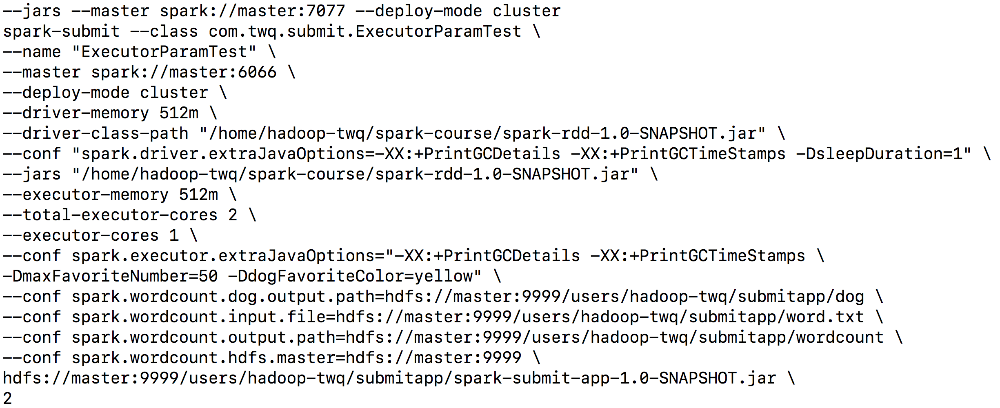 --jars --master spark://master:7077 --deploy-mode cluster
spark-submit --class com.twq.submit.ExecutorParamTest \
--name "ExecutorParamTest" \
--master spark://master:6066 \
--deploy-mode cluster \
--driver-memory 512m \
--driver-class-path "/home/hadoop-twq/spark-course/spark-rdd-1.0-SNAPSHOT.jar" \
--conf "spark.driver.extraJavaOptions=-XX:+PrintGCDetails -XX:+PrintGCTimeStamps -DsleepDuration=1" \
--jars "/home/hadoop-twq/spark-course/spark-rdd-1.0-SNAPSHOT.jar" \
--executor-memory 512m \
--total-executor-cores 2 \
--executor-cores 1 \
--conf spark.executor.extraJavaOptions="-XX:+PrintGCDetails -XX:+PrintGCTimeStamps \
-DmaxFavoriteNumber=50 -DdogFavoriteColor=yellow" \
--conf spark.wordcount.dog.output.path=hdfs://master:9999/users/hadoop-twq/submitapp/dog \
--conf spark.wordcount.input.file=hdfs://master:9999/users/hadoop-twq/submitapp/word.txt \
--conf spark.wordcount.output.path=hdfs://master:9999/users/hadoop-twq/submitapp/wordcount \
--conf spark.wordcount.hdfs.master=hdfs://master:9999 \
hdfs://master:9999/users/hadoop-twq/submitapp/spark-submit-app-1.0-SNAPSHOT.jar \
2